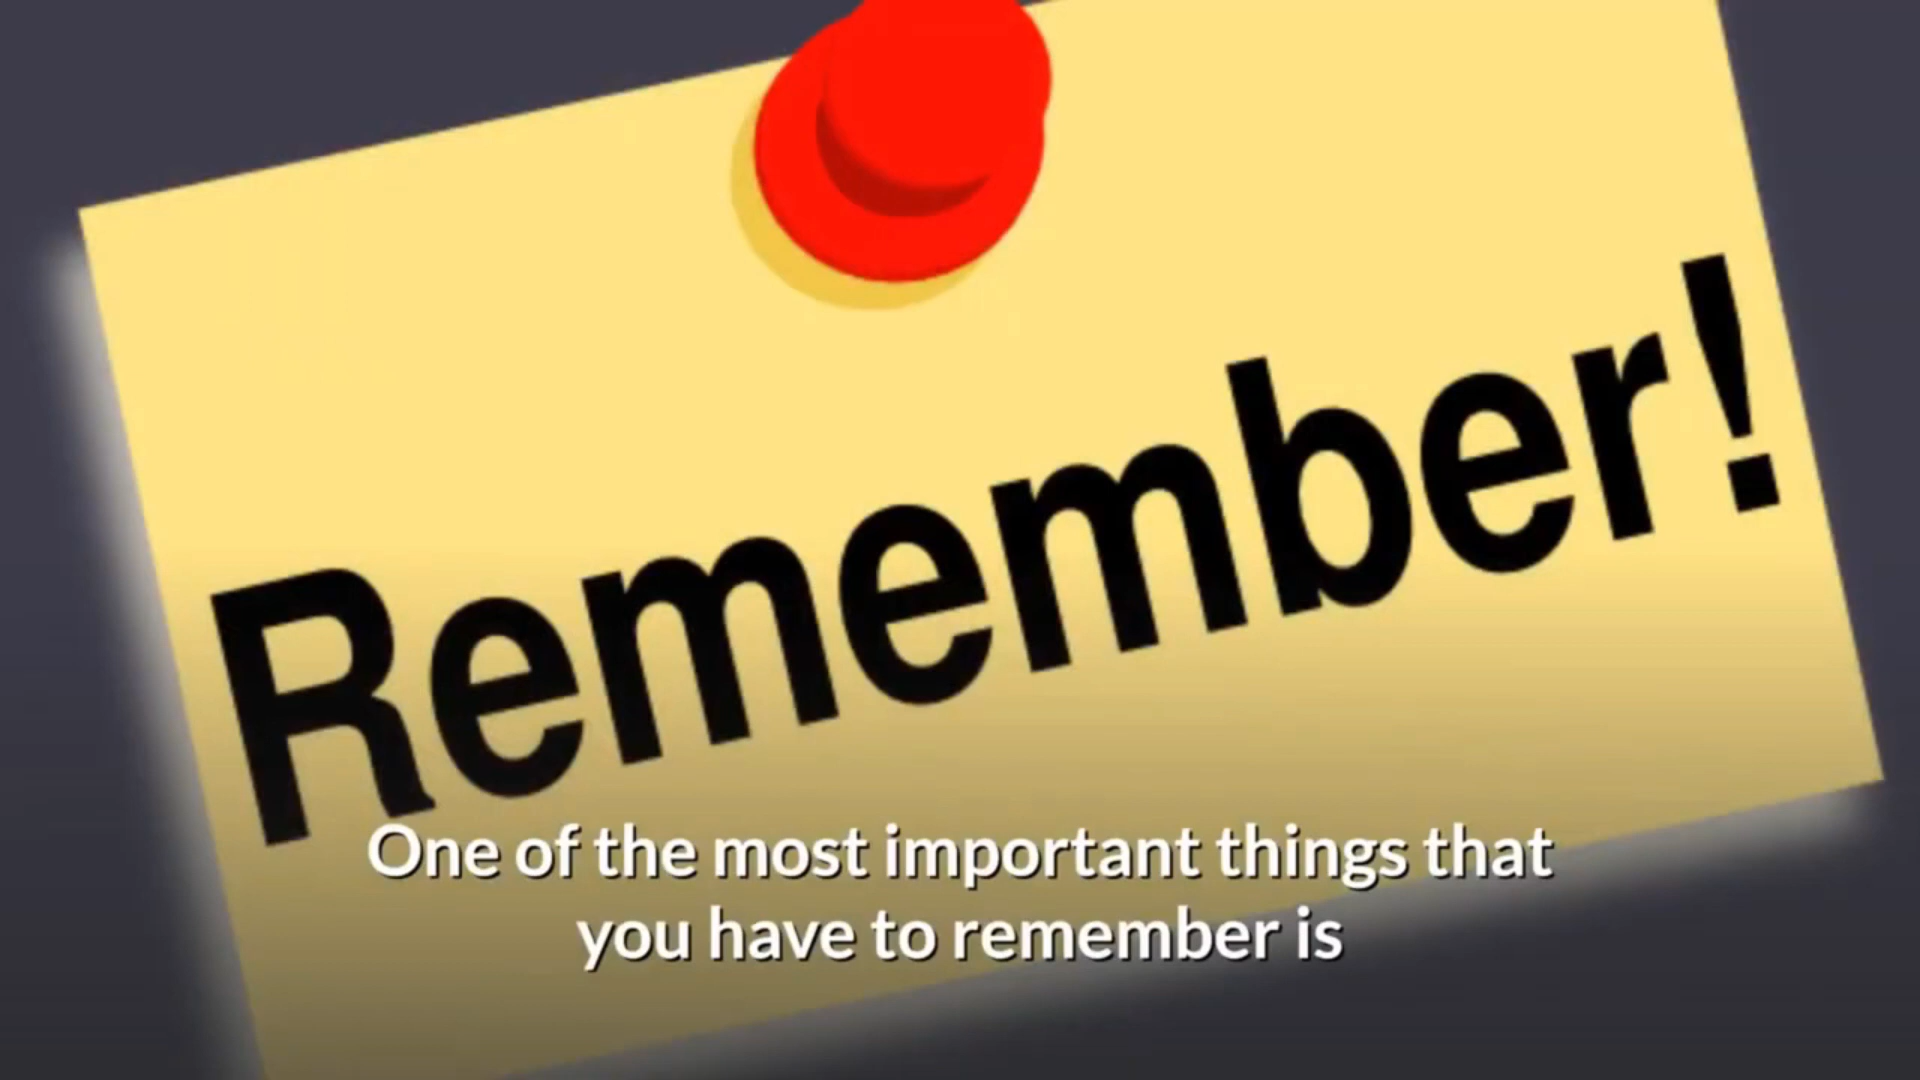 Remember!
One of the most important things that
you have to remember is